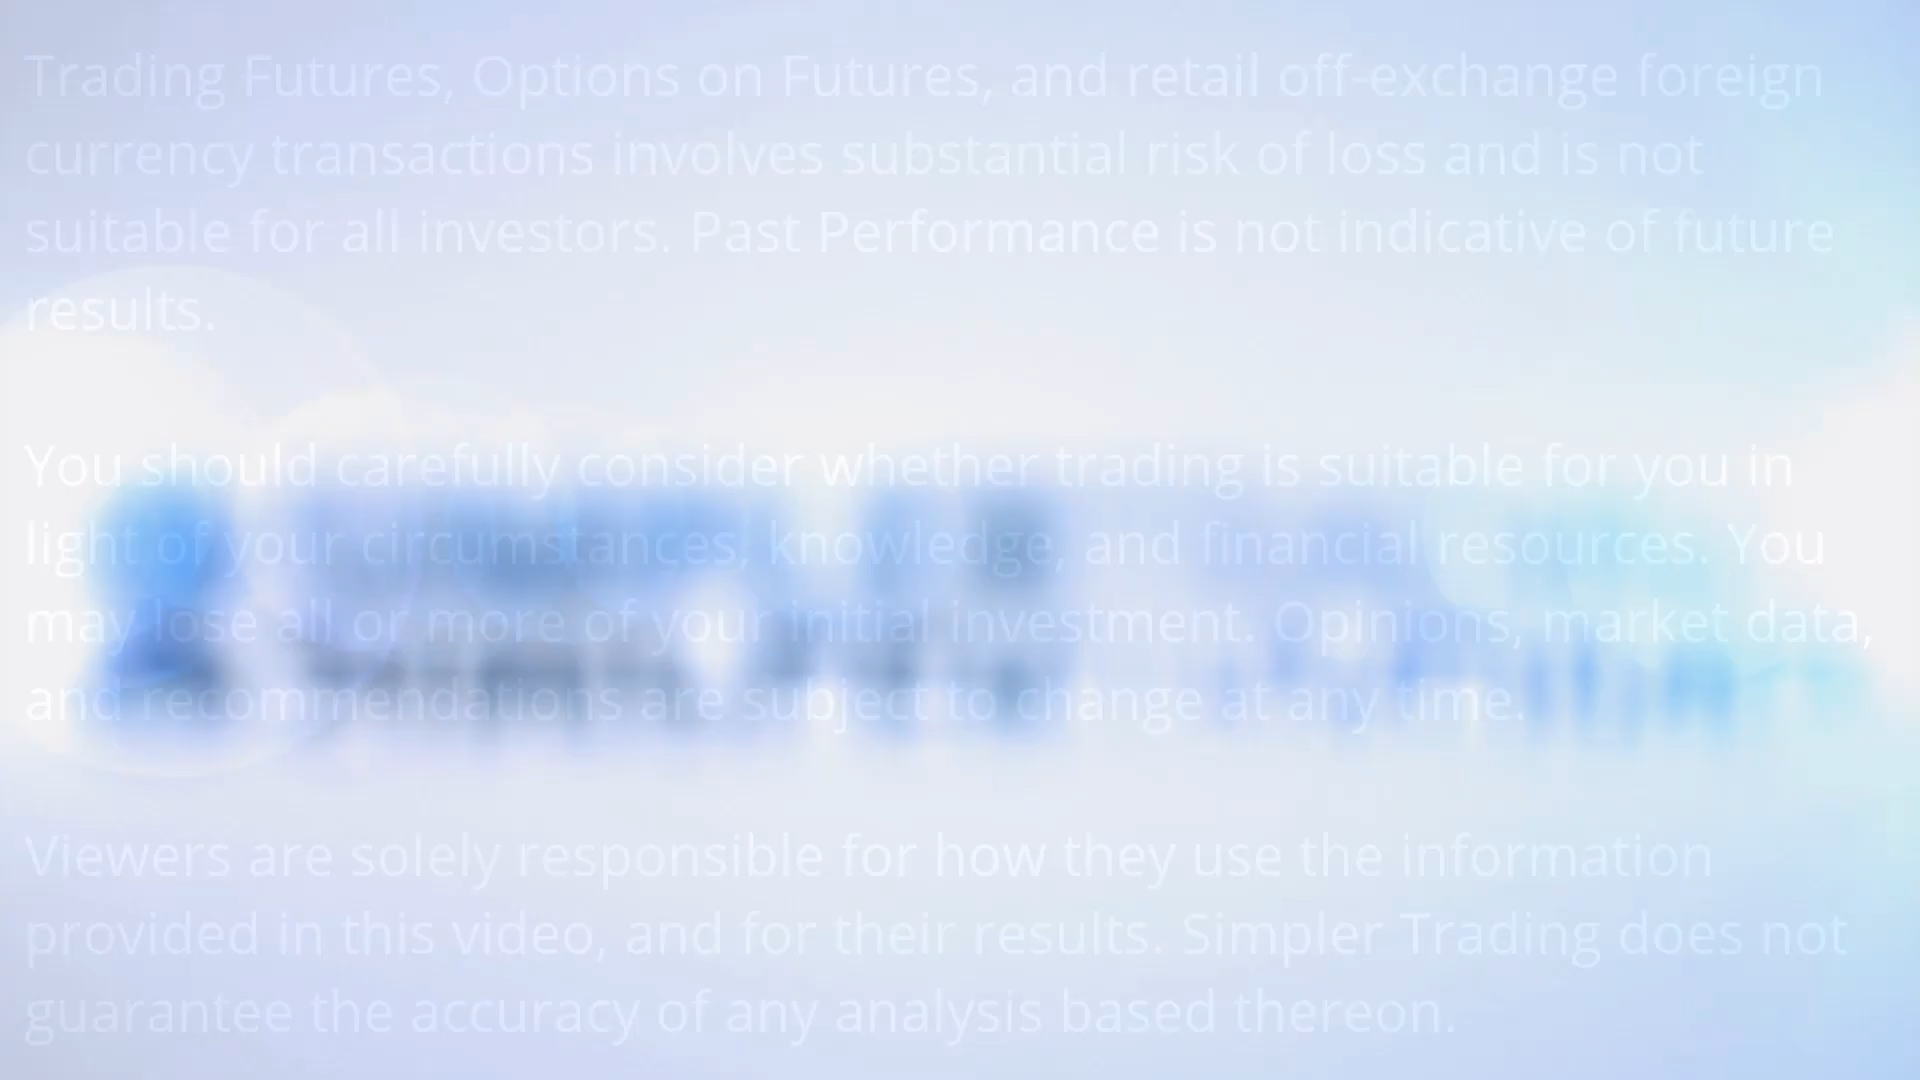 Trading Futures, Options on Futures, and retail off-exchange foreign
currency transactions involves substantial risk of loss and is not
suitable for all investors. Past Performance is not indicative of future
results.
You should carefully consider whether trading is suitable for you in
light of your circumstances, knowledge, and financial resources. You
may lose all or more of your initial investment. Opinions, market data,
and recommendations are subject to change at any time.
Viewers are solely responsible for how they use the information
provided in this video, and for their results. Simpler Trading does not
guarantee the accuracy of any analysis based thereon.